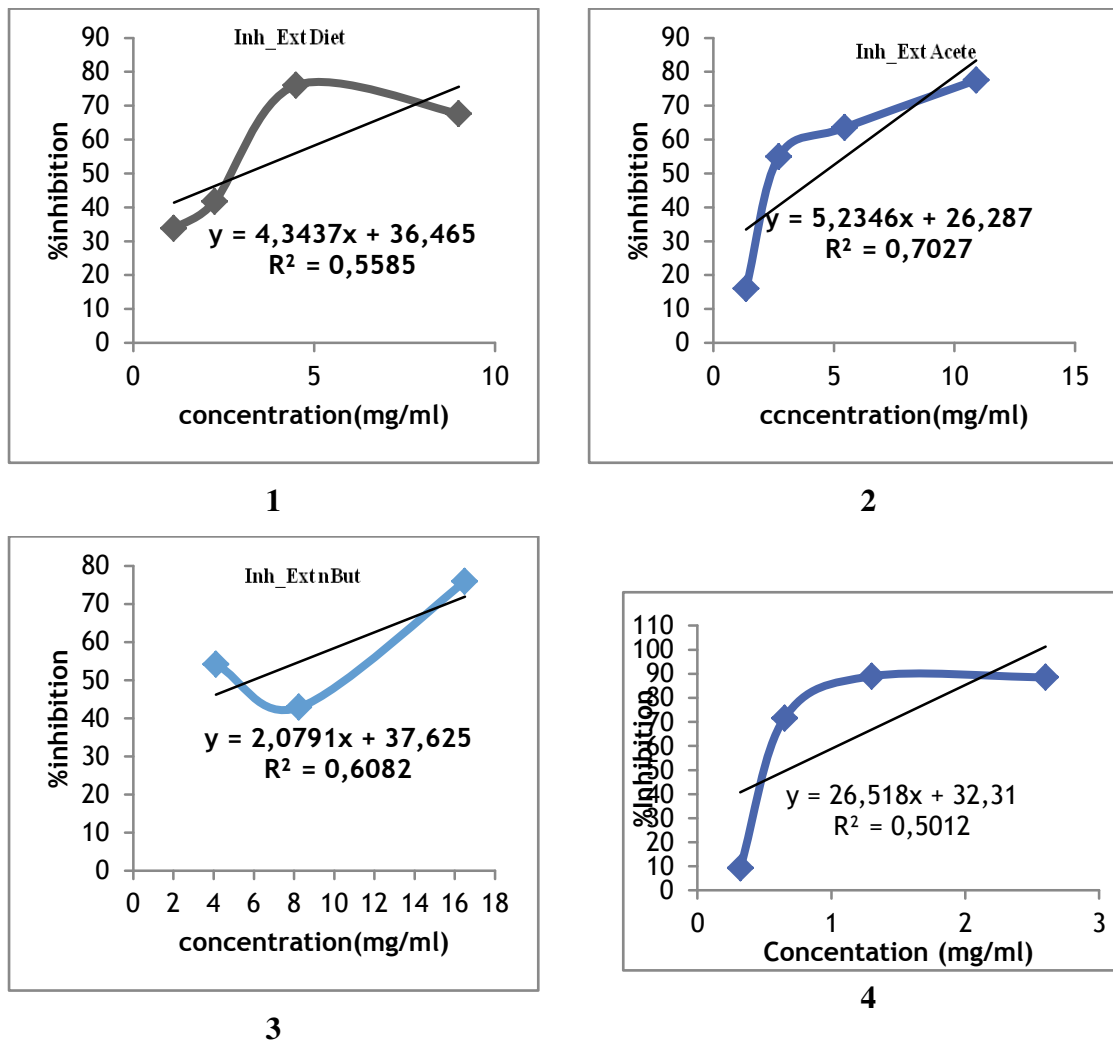 Inh_Ext Diet
90
80
70
60
50
40
30
20
10
0
%inhibition
y = 4,3437x + 36,465
R² = 0,5585
0 5 10
concentration(mg/ml)
1
Inh_Ext Acete
90
80
70
60
50
40
30
20
10
0
%inhibition
y = 5,2346x + 26,287
R² = 0,7027
0 5 10 15
ccncentration(mg/ml)
2
Inh_Ext nBut
80
70
60
50
40
30
20
10
0
%inhibition
y = 2,0791x + 37,625
R² = 0,6082
0 2 4 6 8 10 12 14 16 18
concentration(mg/ml)
3
110
100
90
80
70
60
50
40
30
20
10
0
%Inhibition
y = 26,518x + 32,31
R² = 0,5012
0 1 2 3
Concentation (mg/ml)
4